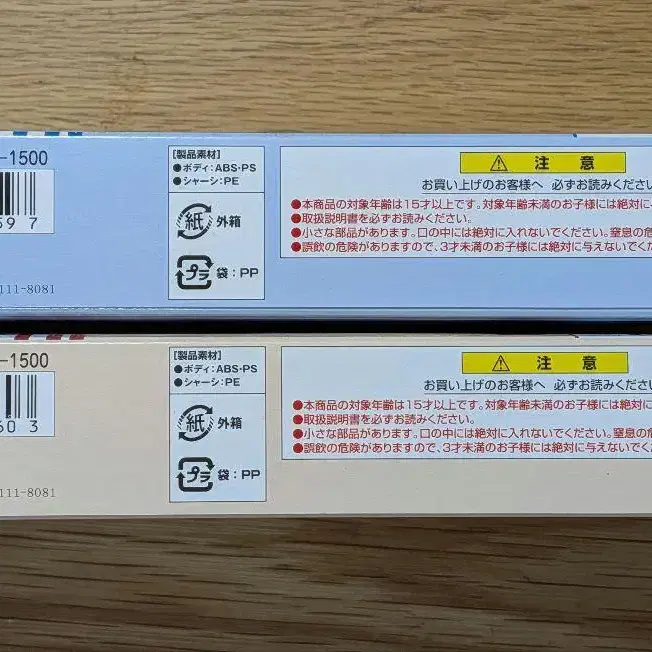 -1500
59 7
111-8081
[製品素材]
●ボディ:ABS・PS
●シャーシ:PE
紙 外箱
プラ 袋:PP
⚠ 注 意
お買い上げのお客様へ 必ずお読みくださ
●本商品の対象年齢は15才以上です。対象年齢未満のお子様には絶対に
●取扱説明書を必ずお読みください。
●小さな部品があります。口の中には絶対に入れないでください。窒息の危
●誤飲の危険がありますので、3才未満のお子様には絶対に与えないでくだ
-1500
60 3
111-8081
[製品素材]
●ボディ:ABS・PS
●シャーシ:PE
紙 外箱
プラ 袋:PP
⚠ 注 意
お買い上げのお客様へ 必ずお読みくださ
●本商品の対象年齢は15才以上です。対象年齢未満のお子様には絶対に
●取扱説明書を必ずお読みください。
●小さな部品があります。口の中には絶対に入れないでください。窒息の危
●誤飲の危険がありますので、3才未満のお子様には絶対に与えないでくだ